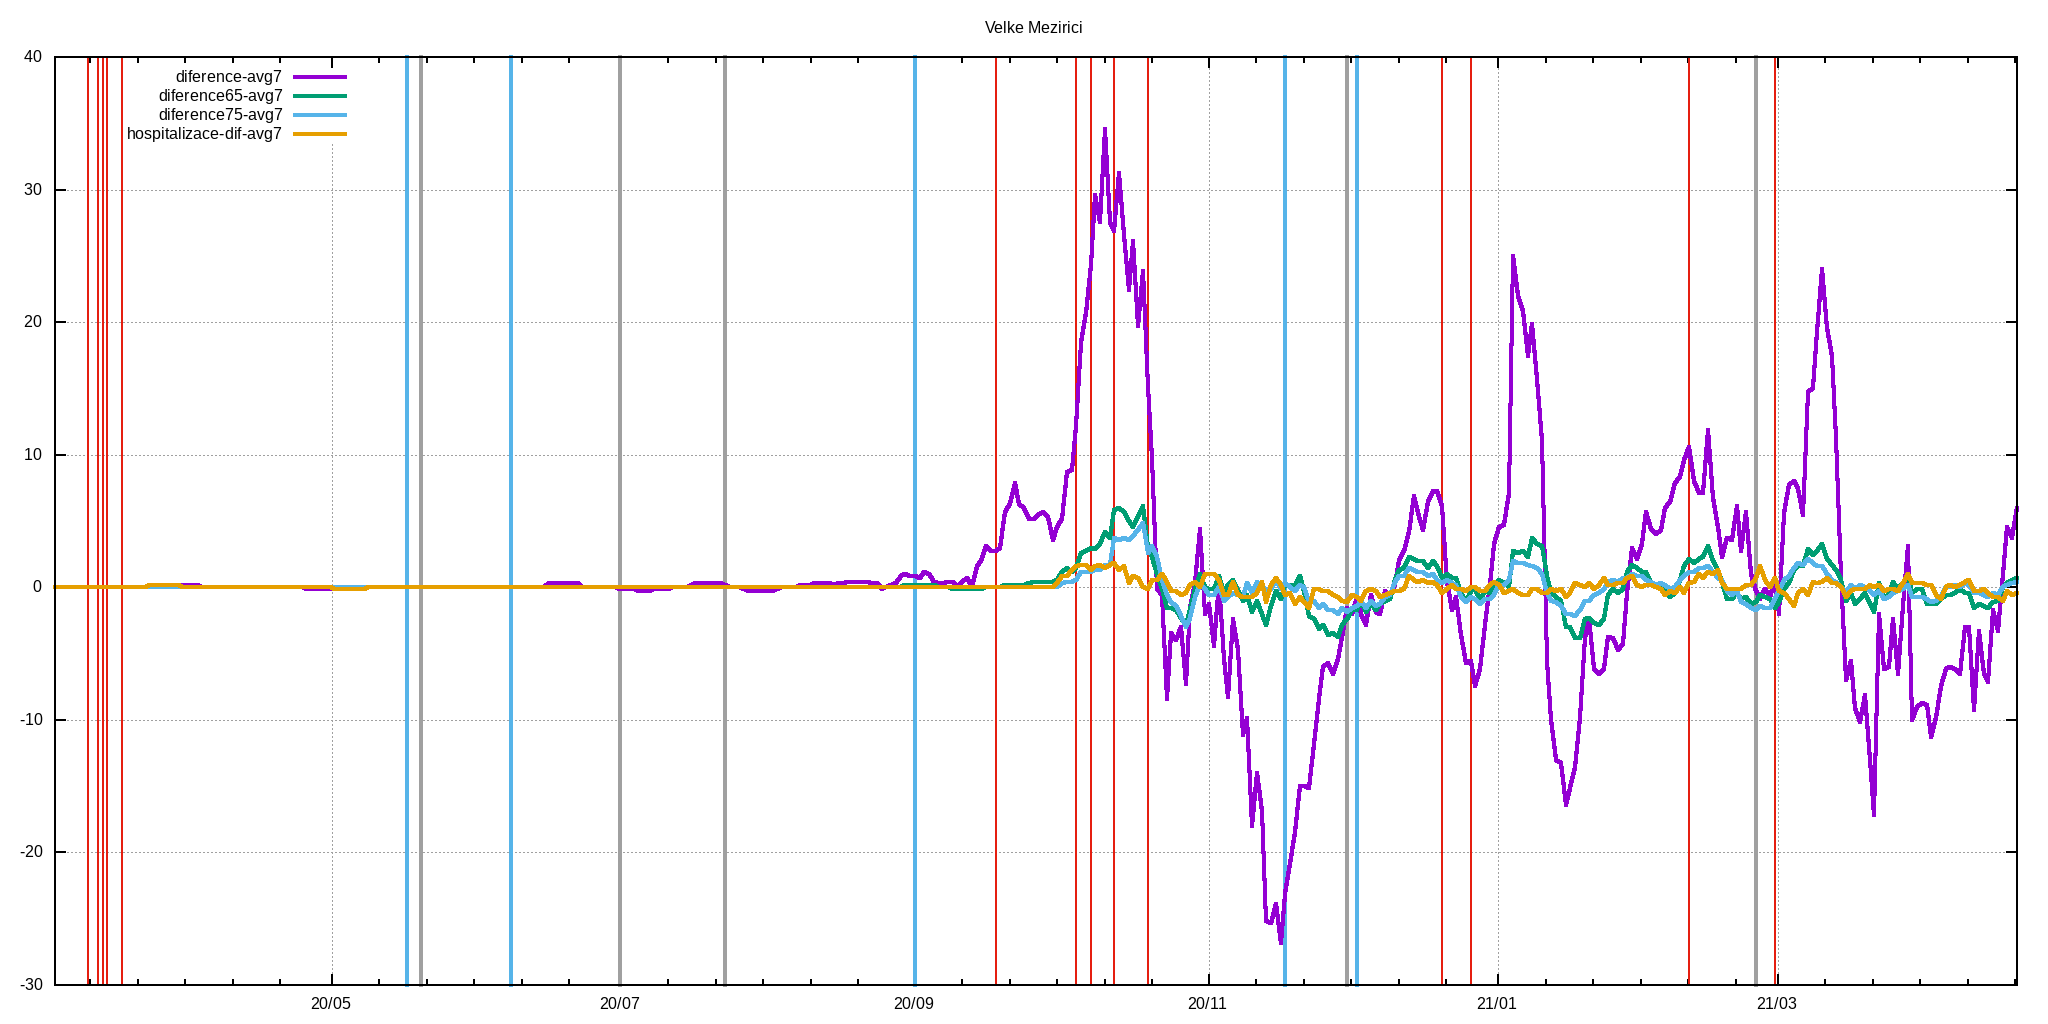 Velke Mezirici
40
30
20
10
0
-10
-20
-30
diference-avg7
diference65-avg7
diference75-avg7
hospitalizace-dif-avg7
20/05
20/07
20/09
20/11
21/01
21/03